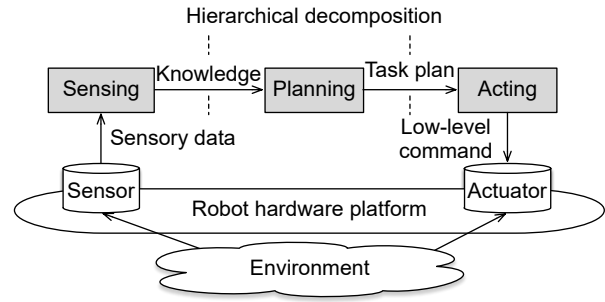 Hierarchical decomposition
Sensing
Knowledge
Planning
Task plan
Acting
Sensory data
Low-level
command
Sensor
Actuator
Robot hardware platform
Environment